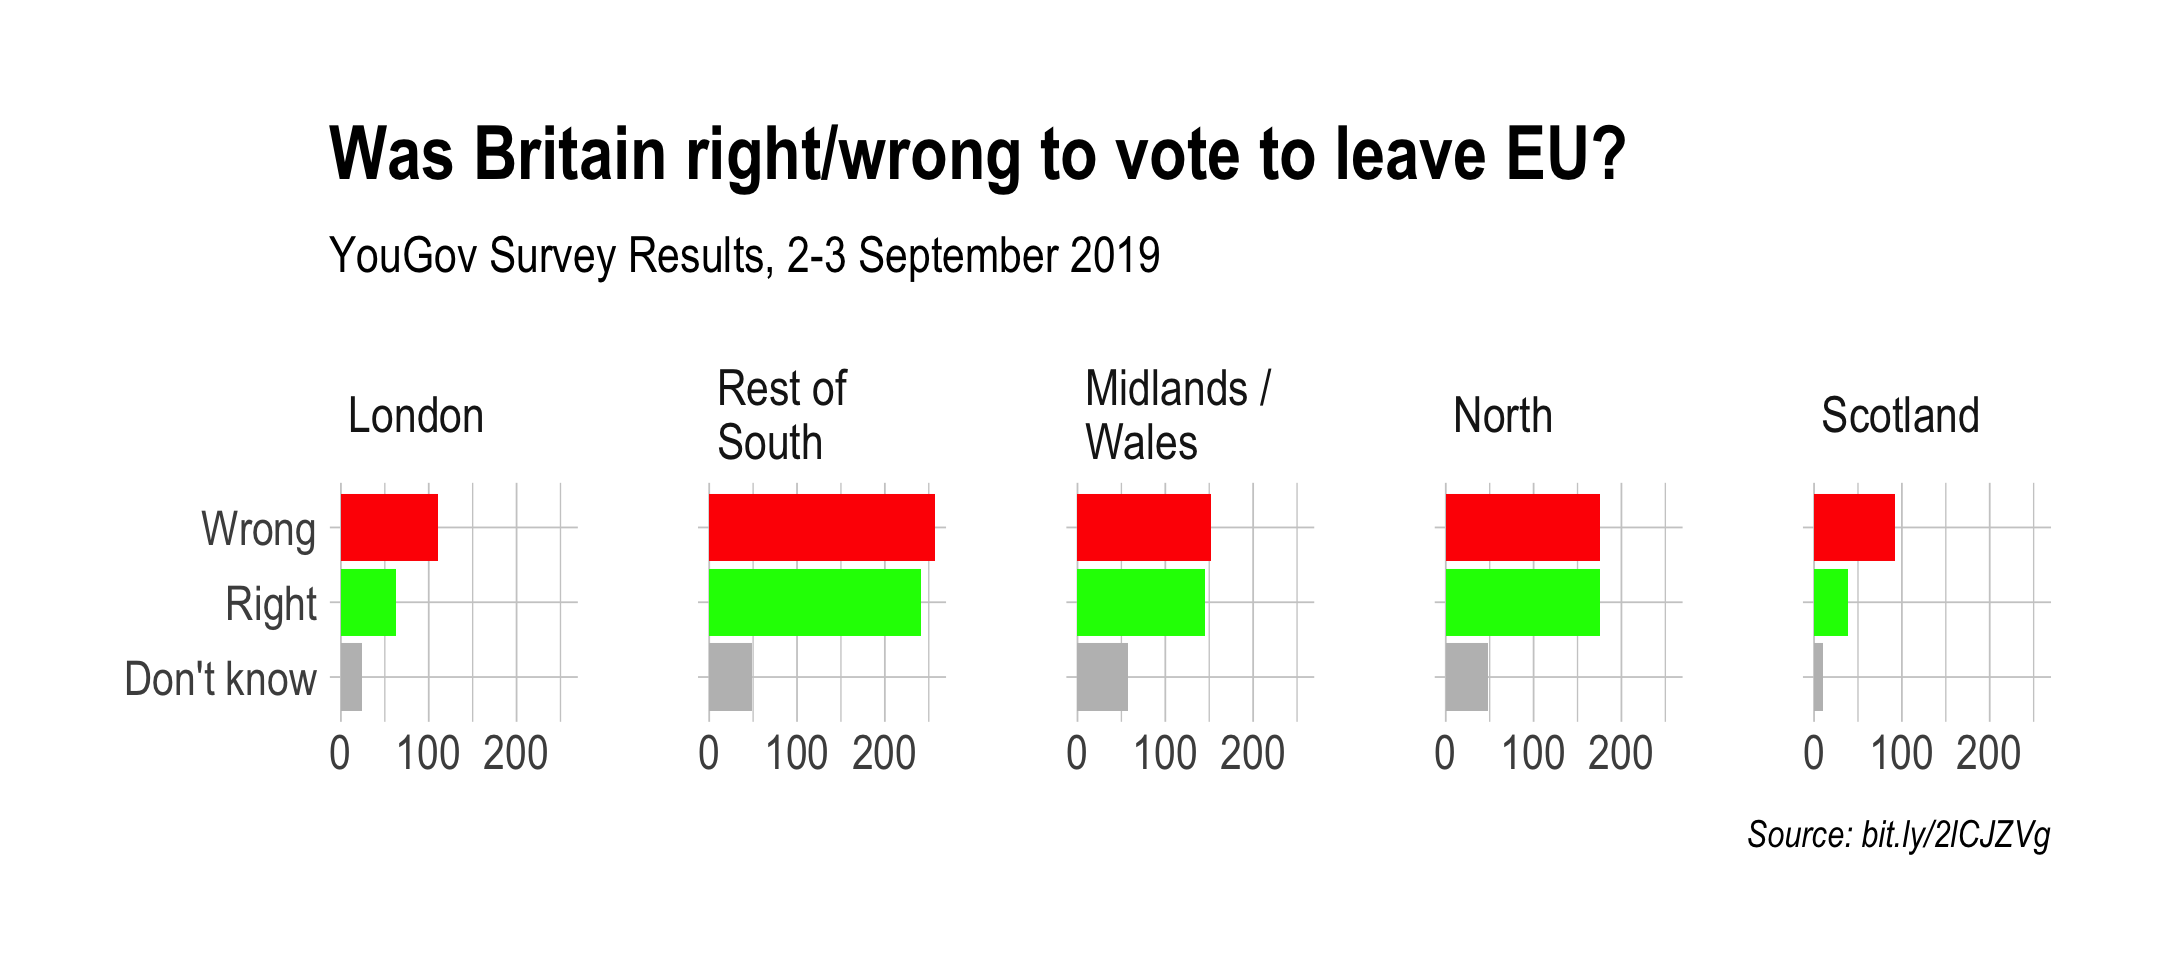 Was Britain right/wrong to vote to leave EU?
YouGov Survey Results, 2-3 September 2019
London
Rest of
South
Midlands /
Wales
North
Scotland
Wrong
Right
Don't know
0 100 200
0 100 200
0 100 200
0 100 200
0 100 200
Source: bit.ly/2lCJZVg